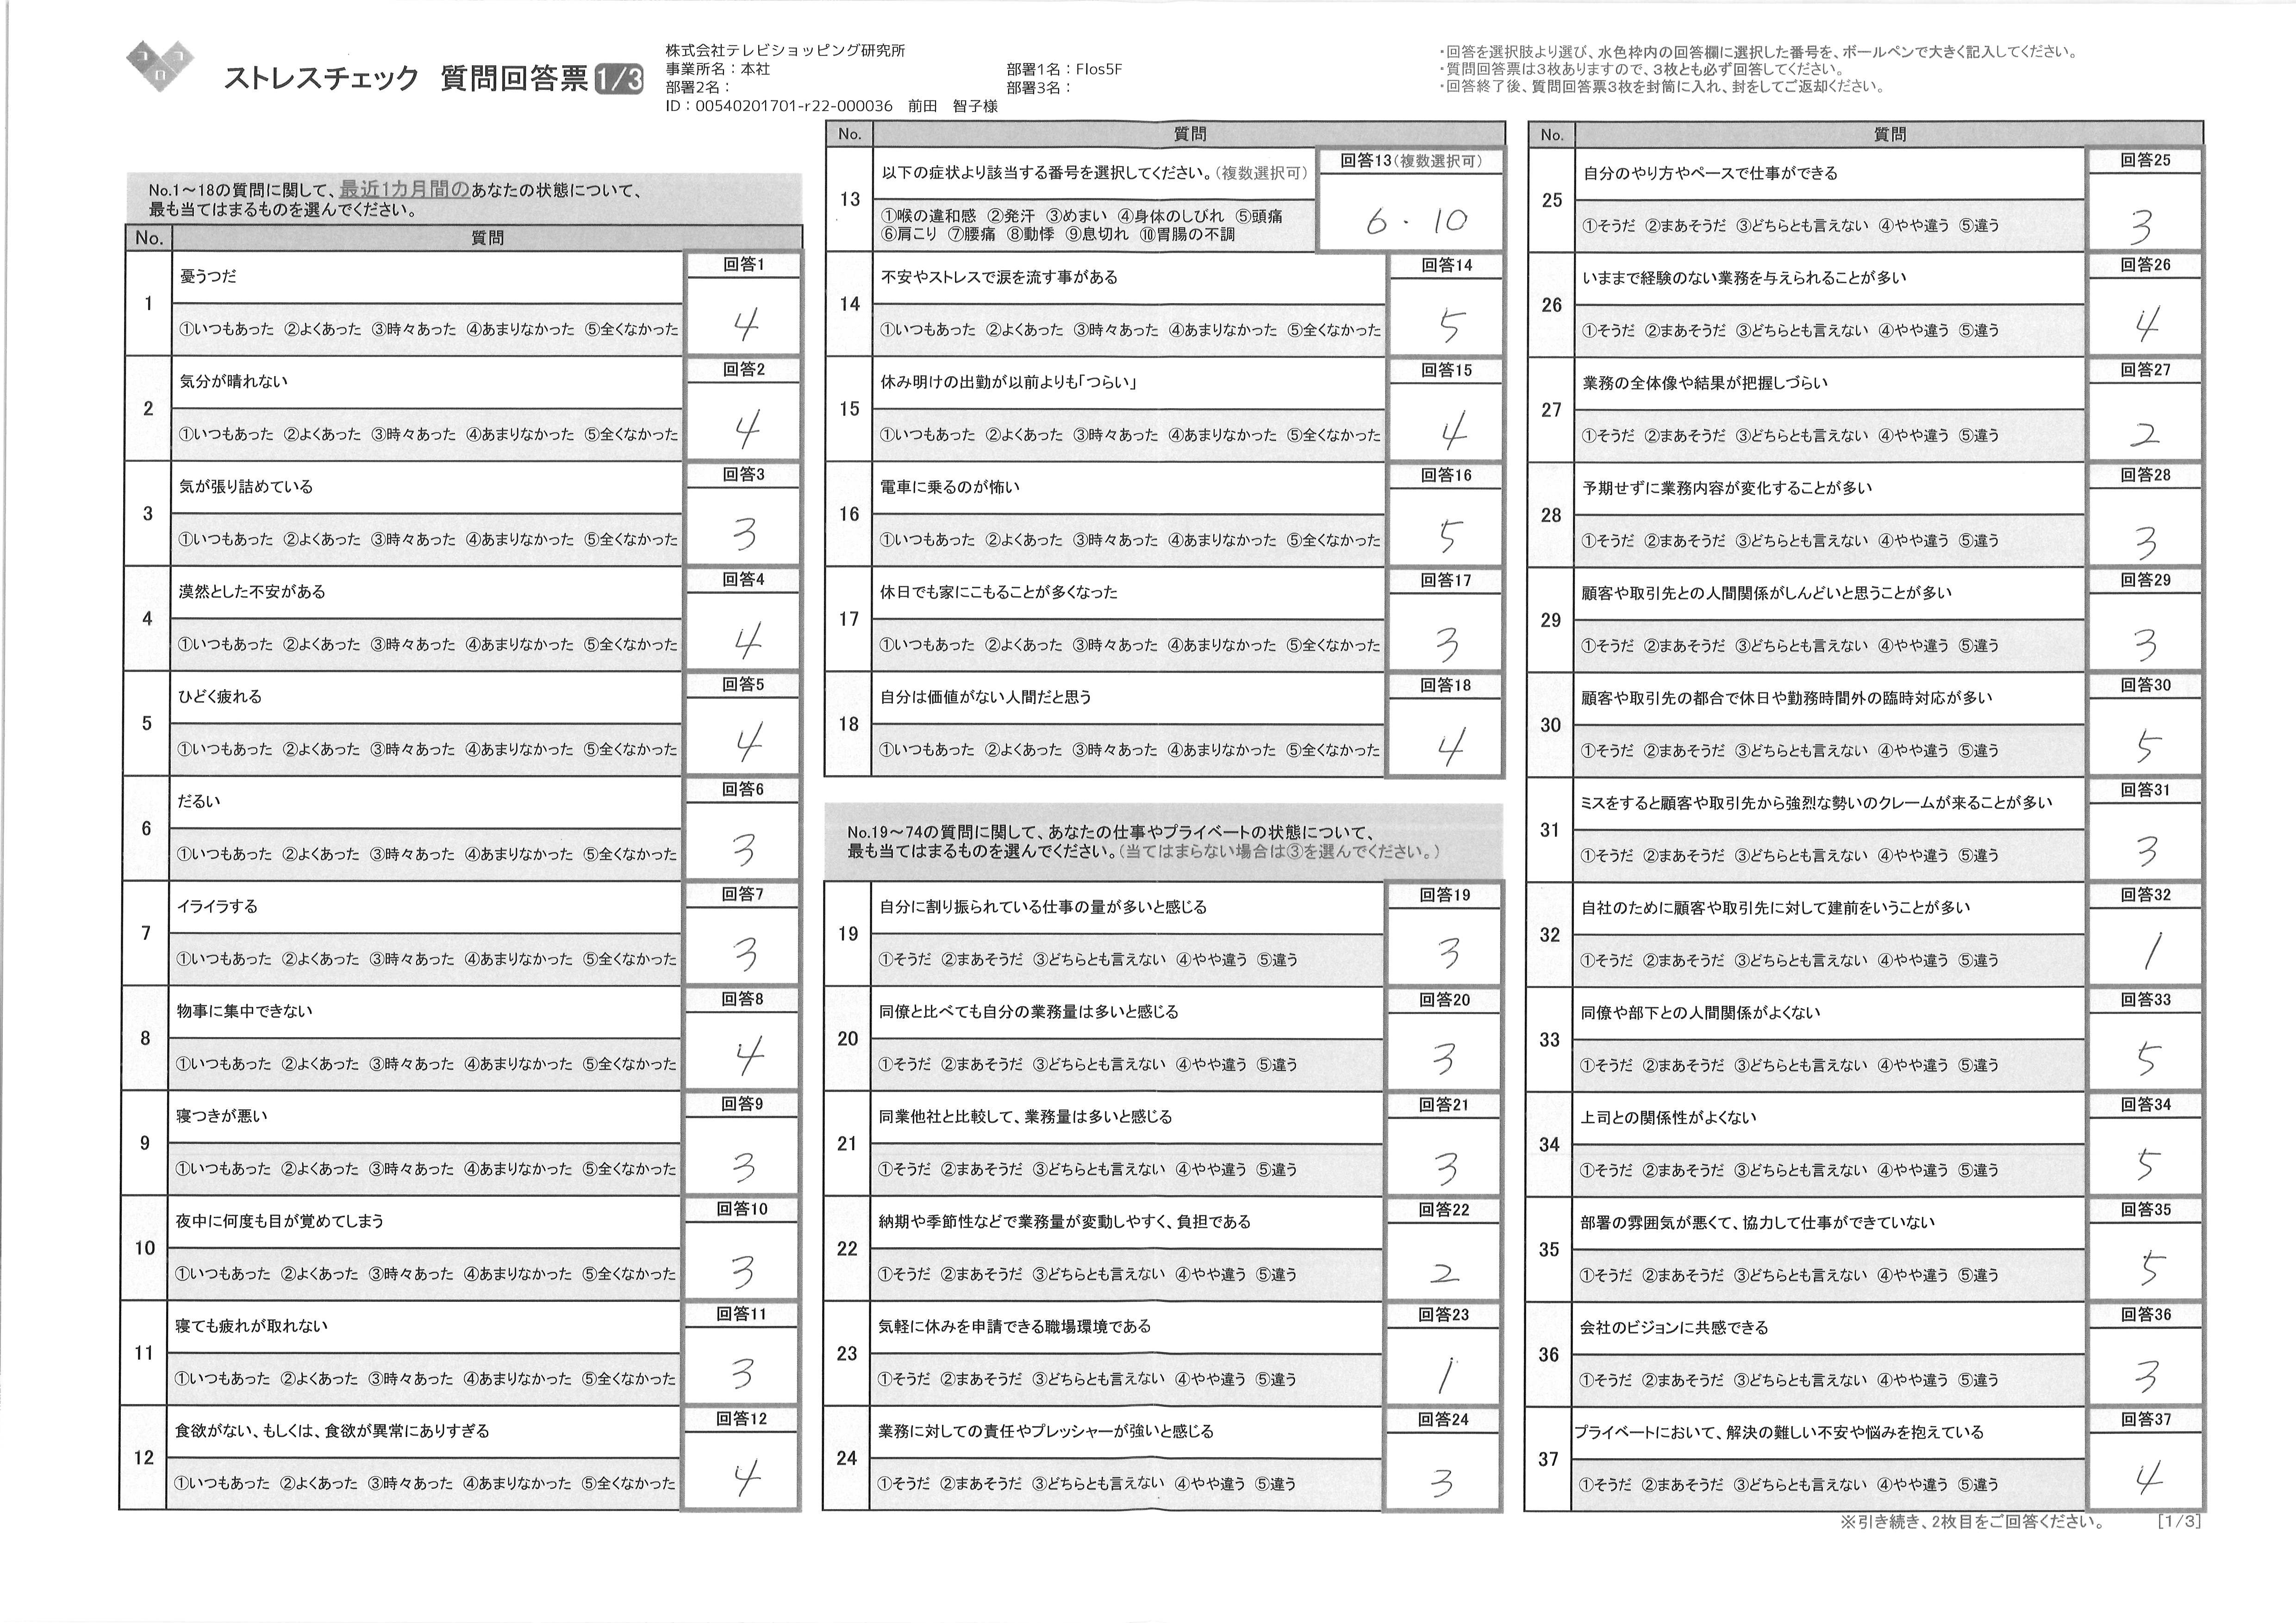 ココロ
ストレスチェック 質問回答票 1/3
株式会社テレビショッピング研究所
事業所名：本社 部署1名：Flos5F
部署2名： 部署3名：
ID：00540201701-r22-000036 前田 智子様
・回答を選択肢より選び、水色枠内の回答欄に選択した番号を、ボールペンで大きく記入してください。
・質問回答票は3枚ありますので、3枚とも必ず回答してください。
・回答終了後、質問回答票3枚を封筒に入れ、封をしてご返却ください。
No.1～18の質問に関して、最近1カ月間のあなたの状態について、
最も当てはまるものを選んでください。
No. 質問
1 憂うつだ 回答1
①いつもあった ②よくあった ③時々あった ④あまりなかった ⑤全くなかった 4
2 気分が晴れない 回答2
①いつもあった ②よくあった ③時々あった ④あまりなかった ⑤全くなかった 4
3 気が張り詰めている 回答3
①いつもあった ②よくあった ③時々あった ④あまりなかった ⑤全くなかった 3
4 漠然とした不安がある 回答4
①いつもあった ②よくあった ③時々あった ④あまりなかった ⑤全くなかった 4
5 ひどく疲れる 回答5
①いつもあった ②よくあった ③時々あった ④あまりなかった ⑤全くなかった 4
6 だるい 回答6
①いつもあった ②よくあった ③時々あった ④あまりなかった ⑤全くなかった 3
7 イライラする 回答7
①いつもあった ②よくあった ③時々あった ④あまりなかった ⑤全くなかった 3
8 物事に集中できない 回答8
①いつもあった ②よくあった ③時々あった ④あまりなかった ⑤全くなかった 4
9 寝つきが悪い 回答9
①いつもあった ②よくあった ③時々あった ④あまりなかった ⑤全くなかった 3
10 夜中に何度も目が覚めてしまう 回答10
①いつもあった ②よくあった ③時々あった ④あまりなかった ⑤全くなかった 3
11 寝ても疲れが取れない 回答11
①いつもあった ②よくあった ③時々あった ④あまりなかった ⑤全くなかった 3
12 食欲がない、もしくは、食欲が異常にありすぎる 回答12
①いつもあった ②よくあった ③時々あった ④あまりなかった ⑤全くなかった 4
No. 質問
13 以下の症状より該当する番号を選択してください。(複数選択可) 回答13(複数選択可)
①喉の違和感 ②発汗 ③めまい ④身体のしびれ ⑤頭痛
⑥肩こり ⑦腰痛 ⑧動悸 ⑨息切れ ⑩胃腸の不調 6・10
14 不安やストレスで涙を流す事がある 回答14
①いつもあった ②よくあった ③時々あった ④あまりなかった ⑤全くなかった 5
15 休み明けの出勤が以前よりも「つらい」 回答15
①いつもあった ②よくあった ③時々あった ④あまりなかった ⑤全くなかった 4
16 電車に乗るのが怖い 回答16
①いつもあった ②よくあった ③時々あった ④あまりなかった ⑤全くなかった 5
17 休日でも家にこもることが多くなった 回答17
①いつもあった ②よくあった ③時々あった ④あまりなかった ⑤全くなかった 3
18 自分は価値がない人間だと思う 回答18
①いつもあった ②よくあった ③時々あった ④あまりなかった ⑤全くなかった 4
No.19～74の質問に関して、あなたの仕事やプライベートの状態について、
最も当てはまるものを選んでください。(当てはまらない場合は③を選んでください。)
19 自分に割り振られている仕事の量が多いと感じる 回答19
①そうだ ②まあそうだ ③どちらとも言えない ④やや違う ⑤違う 3
20 同僚と比べても自分の業務量は多いと感じる 回答20
①そうだ ②まあそうだ ③どちらとも言えない ④やや違う ⑤違う 3
21 同業他社と比較して、業務量は多いと感じる 回答21
①そうだ ②まあそうだ ③どちらとも言えない ④やや違う ⑤違う 3
22 納期や季節性などで業務量が変動しやすく、負担である 回答22
①そうだ ②まあそうだ ③どちらとも言えない ④やや違う ⑤違う 2
23 気軽に休みを申請できる職場環境である 回答23
①そうだ ②まあそうだ ③どちらとも言えない ④やや違う ⑤違う 1
24 業務に対しての責任やプレッシャーが強いと感じる 回答24
①そうだ ②まあそうだ ③どちらとも言えない ④やや違う ⑤違う 3
No. 質問
25 自分のやり方やペースで仕事ができる 回答25
①そうだ ②まあそうだ ③どちらとも言えない ④やや違う ⑤違う 3
26 いままで経験のない業務を与えられることが多い 回答26
①そうだ ②まあそうだ ③どちらとも言えない ④やや違う ⑤違う 4
27 業務の全体像や結果が把握しづらい 回答27
①そうだ ②まあそうだ ③どちらとも言えない ④やや違う ⑤違う 2
28 予期せずに業務内容が変化することが多い 回答28
①そうだ ②まあそうだ ③どちらとも言えない ④やや違う ⑤違う 3
29 顧客や取引先との人間関係がしんどいと思うことが多い 回答29
①そうだ ②まあそうだ ③どちらとも言えない ④やや違う ⑤違う 3
30 顧客や取引先の都合で休日や勤務時間外の臨時対応が多い 回答30
①そうだ ②まあそうだ ③どちらとも言えない ④やや違う ⑤違う 5
31 ミスをすると顧客や取引先から強烈な勢いのクレームが来ることが多い 回答31
①そうだ ②まあそうだ ③どちらとも言えない ④やや違う ⑤違う 3
32 自社のために顧客や取引先に対して建前をいうことが多い 回答32
①そうだ ②まあそうだ ③どちらとも言えない ④やや違う ⑤違う 1
33 同僚や部下との人間関係がよくない 回答33
①そうだ ②まあそうだ ③どちらとも言えない ④やや違う ⑤違う 5
34 上司との関係性がよくない 回答34
①そうだ ②まあそうだ ③どちらとも言えない ④やや違う ⑤違う 5
35 部署の雰囲気が悪くて、協力して仕事ができていない 回答35
①そうだ ②まあそうだ ③どちらとも言えない ④やや違う ⑤違う 5
36 会社のビジョンに共感できる 回答36
①そうだ ②まあそうだ ③どちらとも言えない ④やや違う ⑤違う 3
37 プライベートにおいて、解決の難しい不安や悩みを抱えている 回答37
①そうだ ②まあそうだ ③どちらとも言えない ④やや違う ⑤違う 4
※引き続き、2枚目をご回答ください。 [1/3]